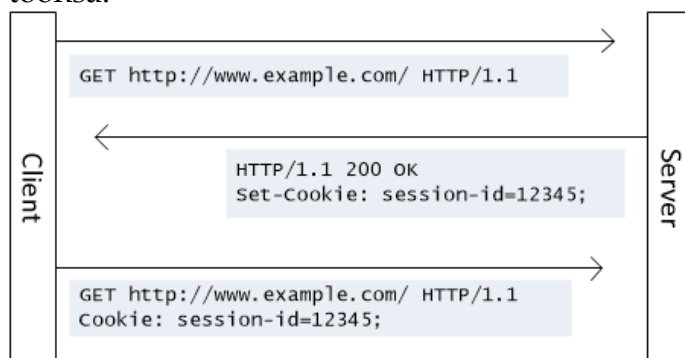 Client
GET http://www.example.com/ HTTP/1.1
HTTP/1.1 200 OK
Set-Cookie: session-id=12345;
GET http://www.example.com/ HTTP/1.1
Cookie: session-id=12345;
Server